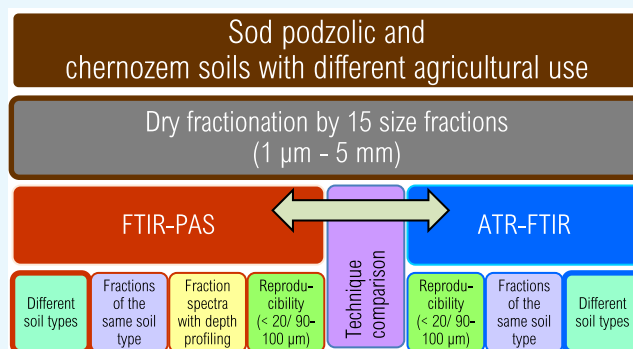 Sod podzolic and
chernozem soils with different agricultural use
Dry fractionation by 15 size fractions
(1 µm - 5 mm)
FTIR-PAS
Technique
comparison
ATR-FTIR
Different
soil types
Fractions
of the
same soil
type
Fraction
spectra
with depth
profiling
Reprodu-
cibility
(< 20/ 90-
100 µm)
Reprodu-
cibility
(< 20/ 90-
100 µm)
Fractions
of the
same soil
type
Different
soil types